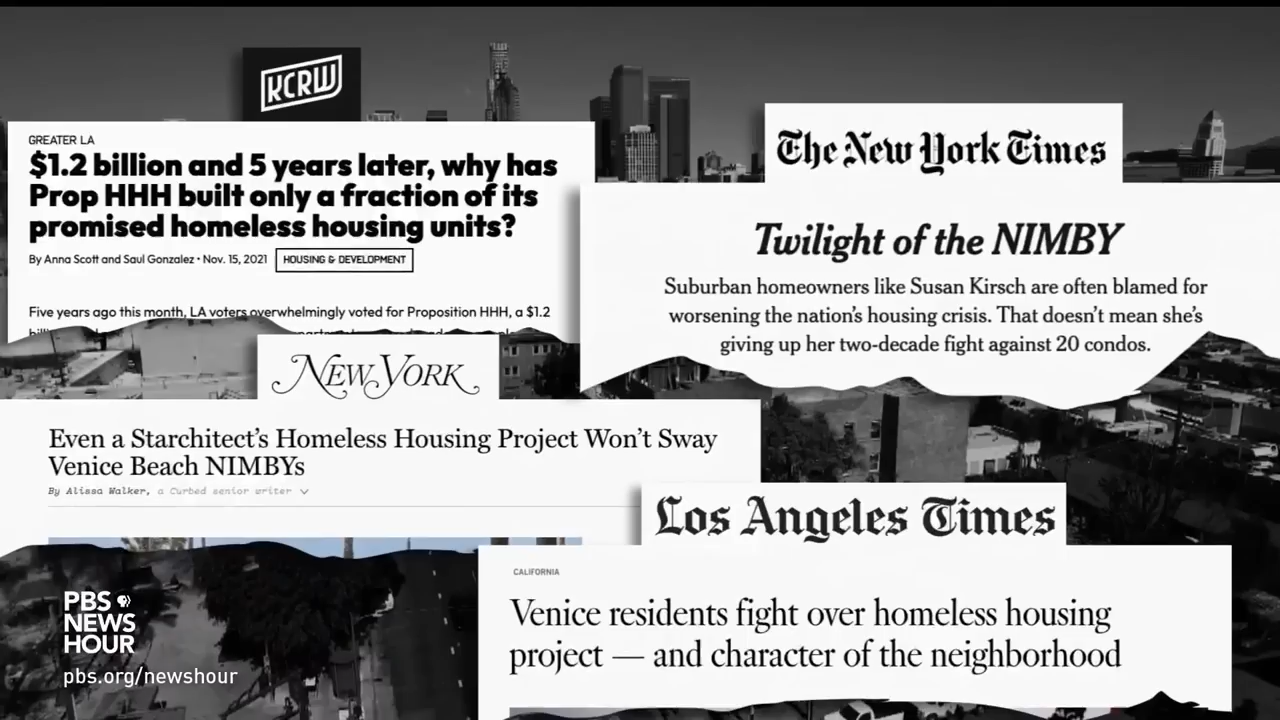 KCRW
GREATER LA
$1.2 billion and 5 years later, why has
Prop HHH built only a fraction of its
promised homeless housing units?
By Anna Scott and Saul Gonzalez • Nov. 15, 2021 HOUSING & DEVELOPMENT
Five years ago this month, LA voters overwhelmingly voted for Proposition HHH, a $1.2
The New York Times
Twilight of the NIMBY
Suburban homeowners like Susan Kirsch are often blamed for
worsening the nation's housing crisis. That doesn't mean she's
giving up her two-decade fight against 20 condos.
NEW YORK
Even a Starchitect's Homeless Housing Project Won't Sway
Venice Beach NIMBYs
By Alissa Walker, a Curbed senior writer
Los Angeles Times
CALIFORNIA
Venice residents fight over homeless housing
project — and character of the neighborhood
PBS
NEWS
HOUR
pbs.org/newshour